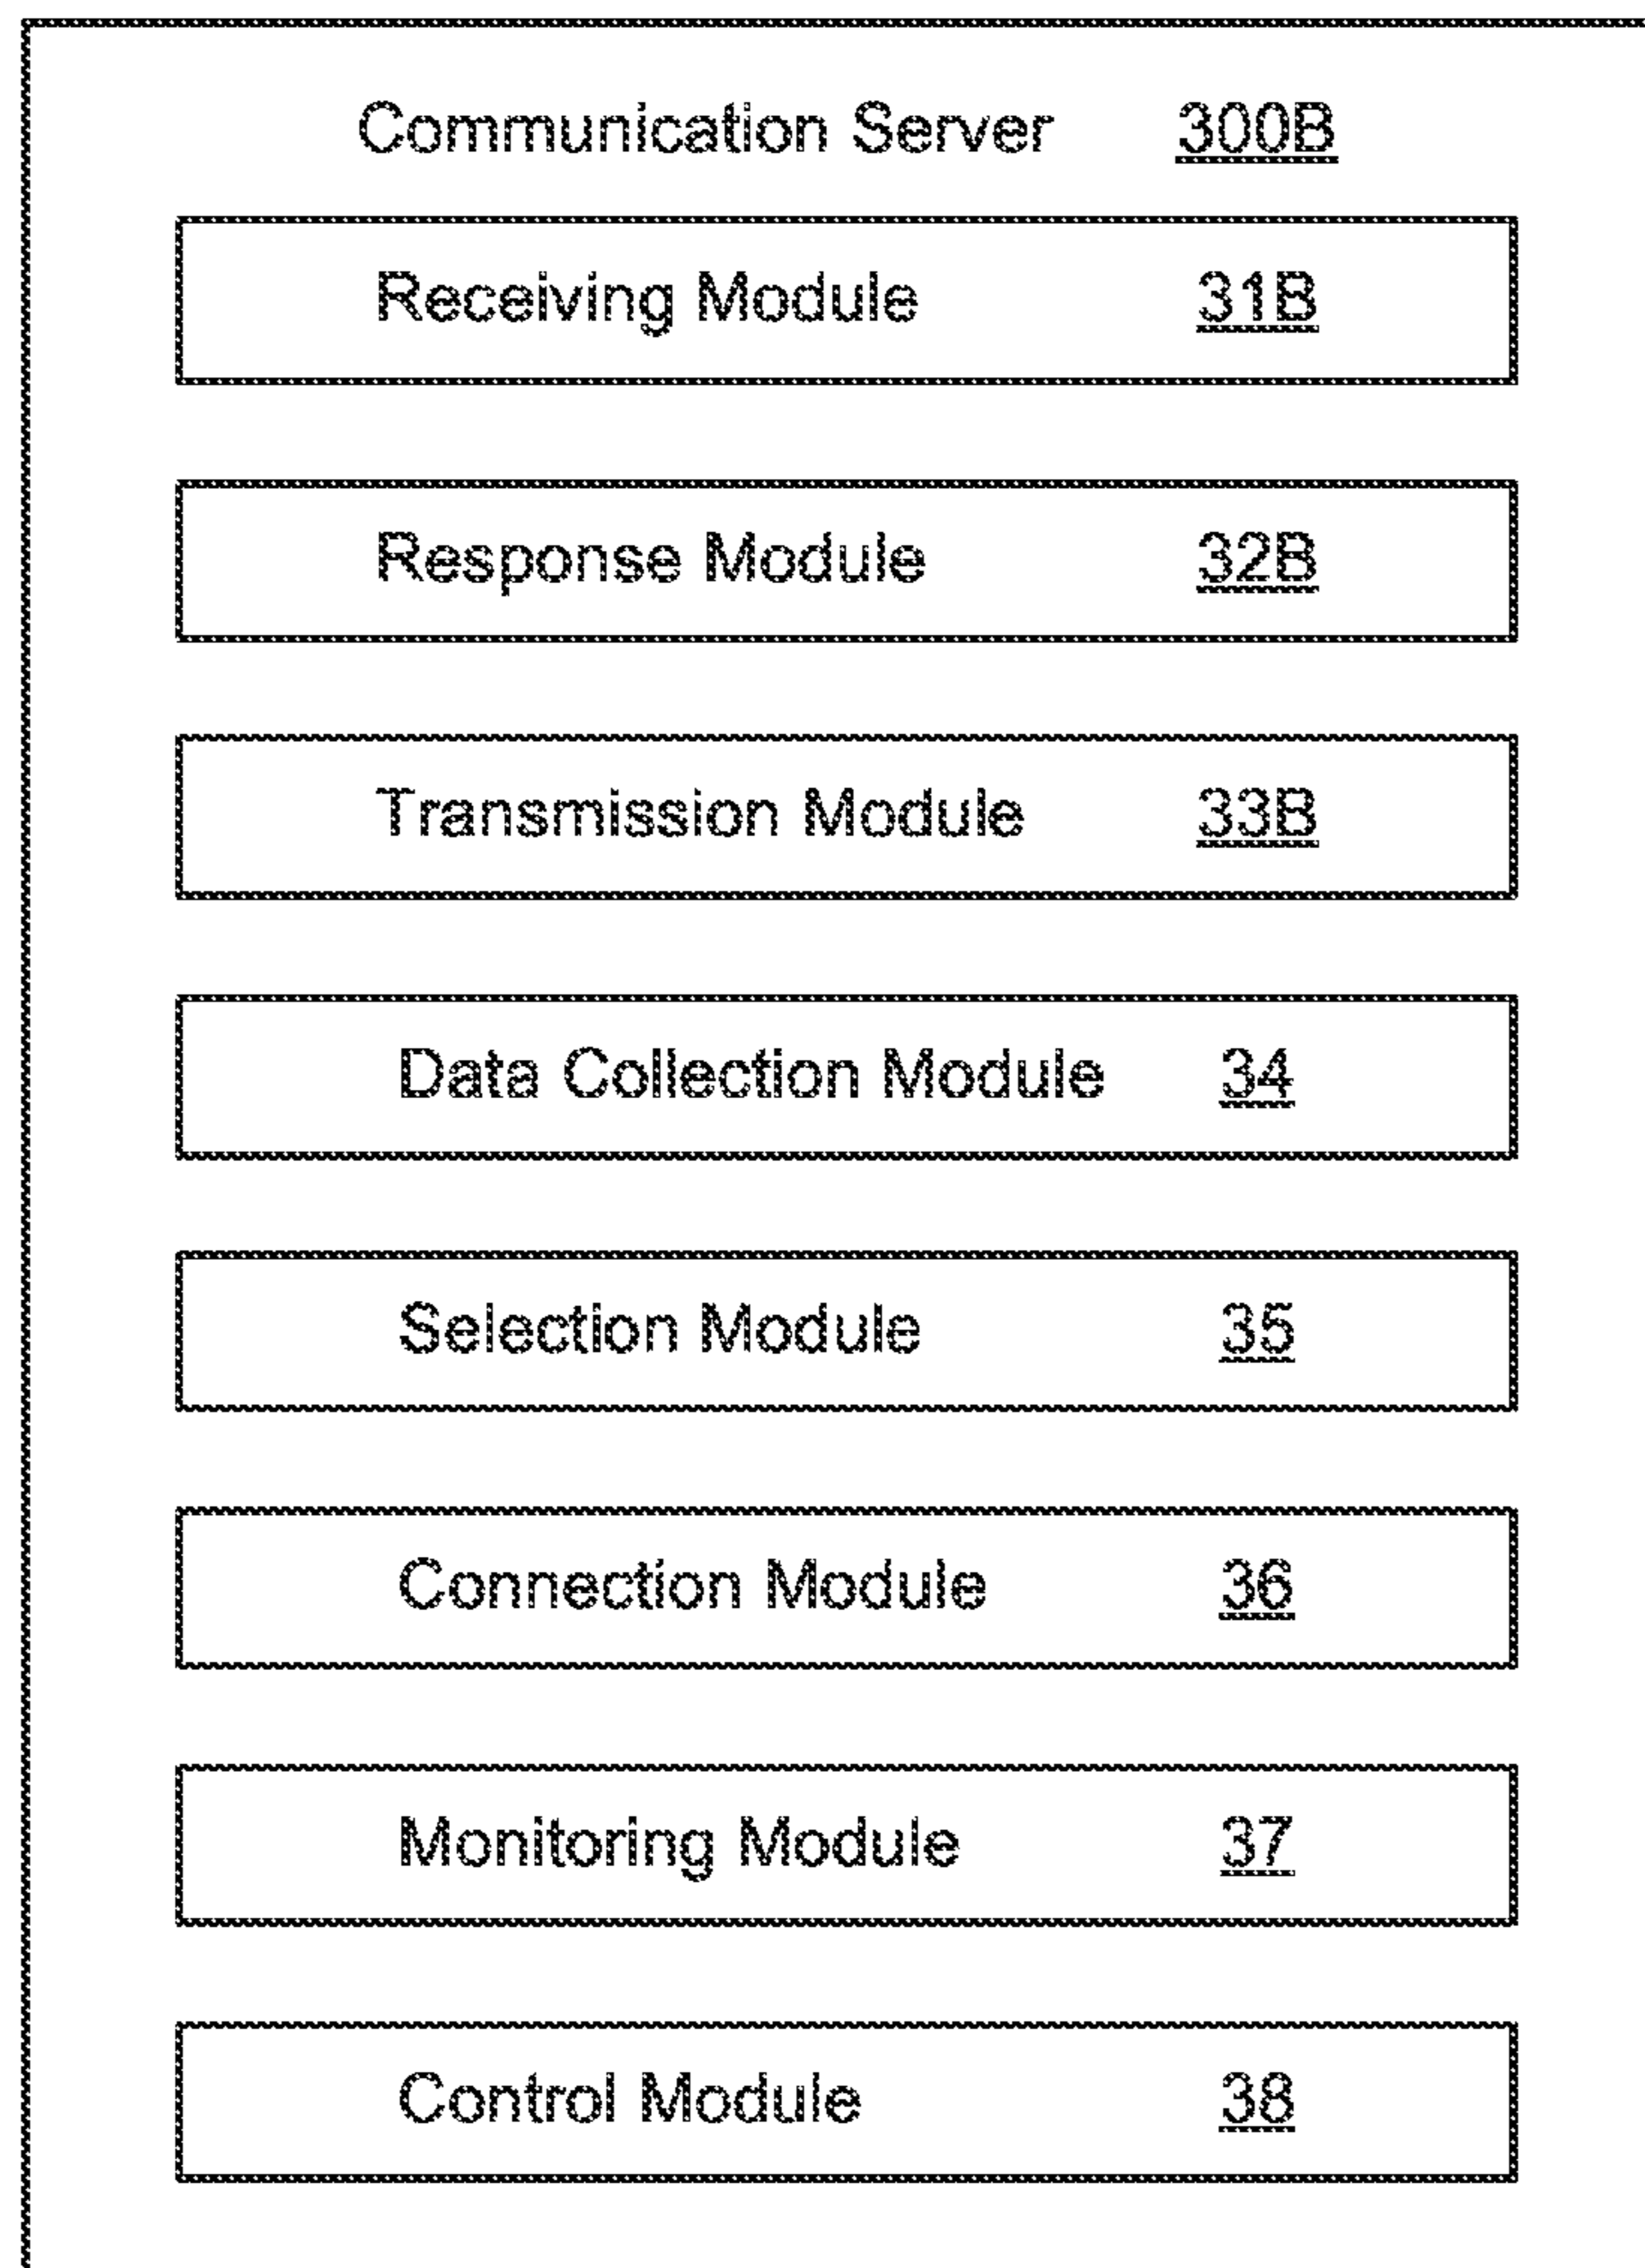 Communication Server 300B
Receiving Module 31B
Response Module 32B
Transmission Module 33B
Data Collection Module 34
Selection Module 35
Connection Module 36
Monitoring Module 37
Control Module 38